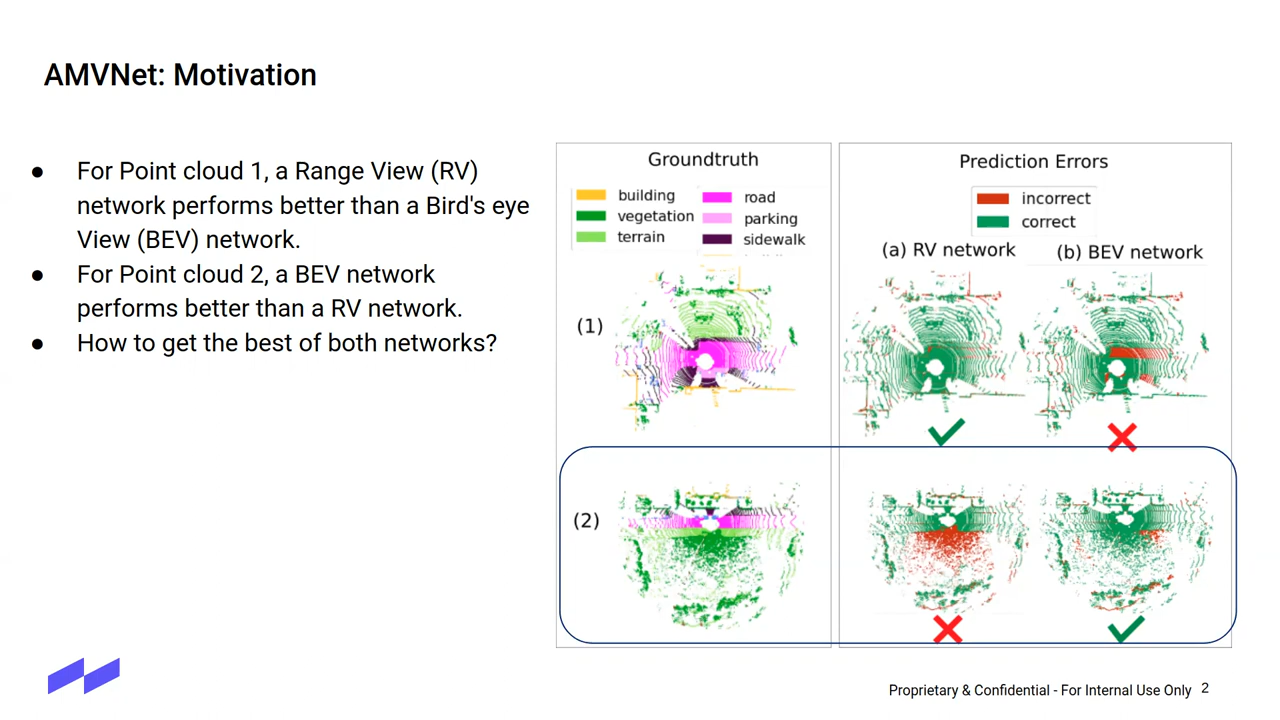 AMVNet: Motivation
● For Point cloud 1, a Range View (RV)
network performs better than a Bird's eye
View (BEV) network.
● For Point cloud 2, a BEV network
performs better than a RV network.
● How to get the best of both networks?
Groundtruth
building
vegetation
terrain
road
parking
sidewalk
Prediction Errors
incorrect
correct
(a) RV network
(b) BEV network
(1)
(2)
Proprietary & Confidential - For Internal Use Only 2